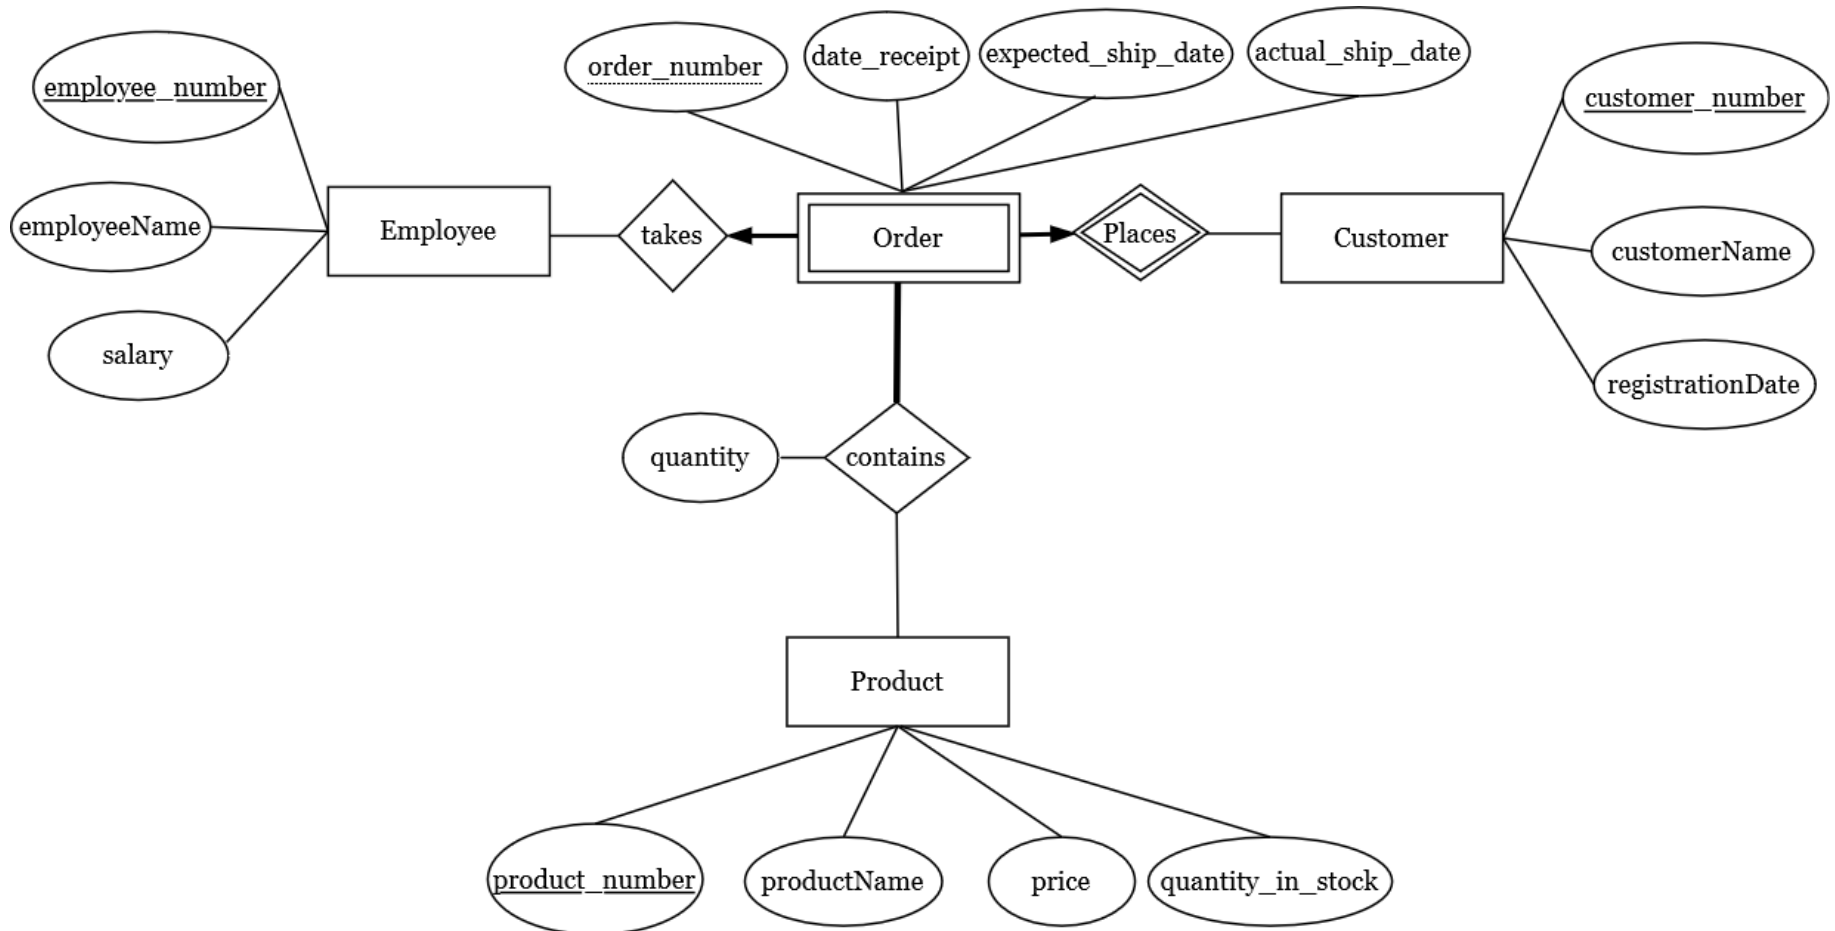 order_number
date_receipt
expected_ship_date
actual_ship_date
employee_number
customer_number
employeeName
Employee
takes
Order
Places
Customer
customerName
salary
registrationDate
quantity
contains
Product
product_number
productName
price
quantity_in_stock